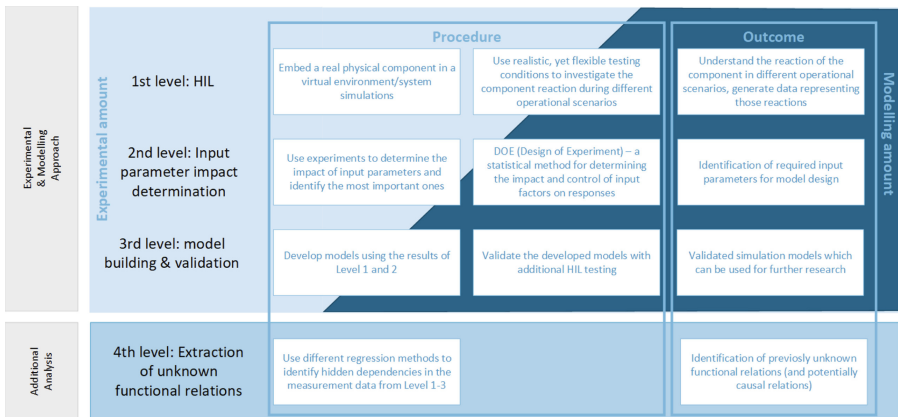 Procedure
Outcome
Experimental
& Modelling
Approach
Experimental amount
Modelling amount
1st level: HIL
Embed a real physical component in a
virtual environment/system
simulations
Use realistic, yet flexible testing
conditions to investigate the
component reaction during different
operational scenarios
Understand the reaction of the
component in different operational
scenarios, generate data representing
those reactions
2nd level: Input
parameter impact
determination
Use experiments to determine the
impact of input parameters and
identify the most important ones
DOE (Design of Experiment) – a
statistical method for determining
the impact and control of input
factors on responses
Identification of required input
parameters for model design
3rd level: model
building & validation
Develop models using the results of
Level 1 and 2
Validate the developed models with
additional HIL testing
Validated simulation models which
can be used for further research
Additional
Analysis
4th level: Extraction
of unknown
functional relations
Use different regression methods to
identify hidden dependencies in the
measurement data from Level 1-3
Identification of previosly unknown
functional relations (and potentially
causal relations)